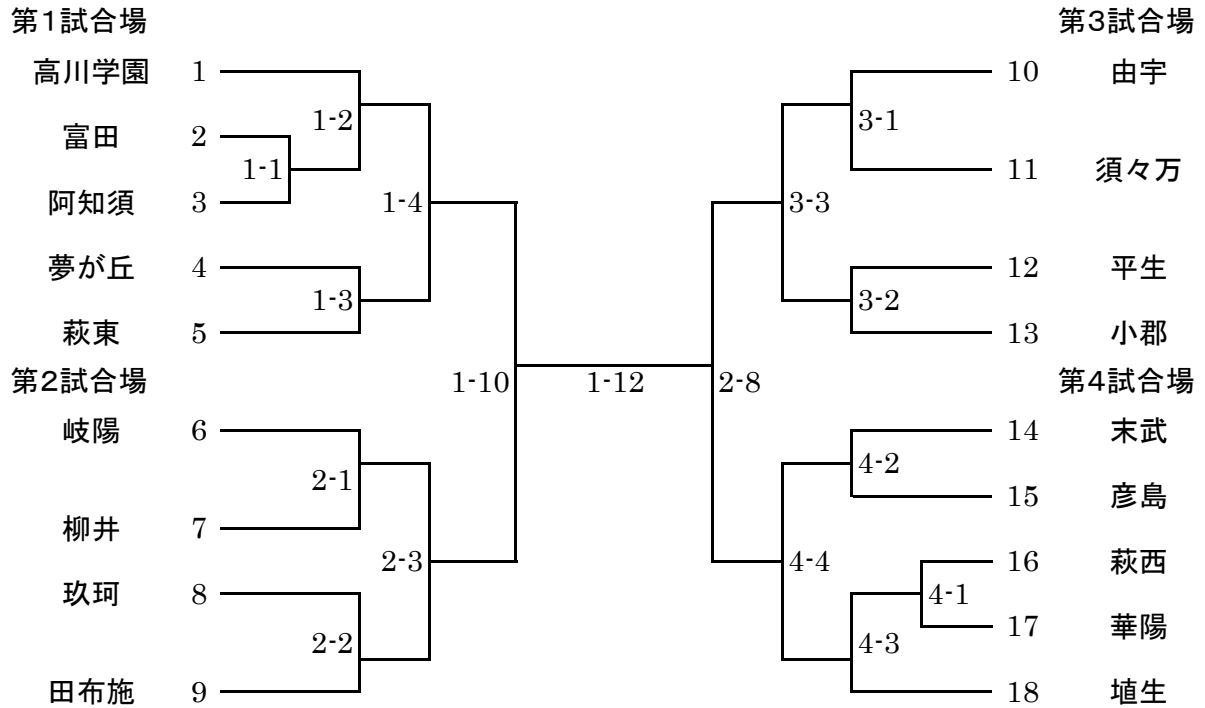 第1試合場
高川学園 1
富田 2
阿知須 3
夢が丘 4
萩東 5
1-1
1-2
1-3
1-4
第2試合場
岐陽 6
柳井 7
玖珂 8
田布施 9
2-1
2-2
2-3
1-10
1-12
2-8
第3試合場
10 由宇
11 須々万
12 平生
13 小郡
3-1
3-2
3-3
第4試合場
14 末武
15 彦島
16 萩西
17 華陽
18 埴生
4-2
4-1
4-3
4-4